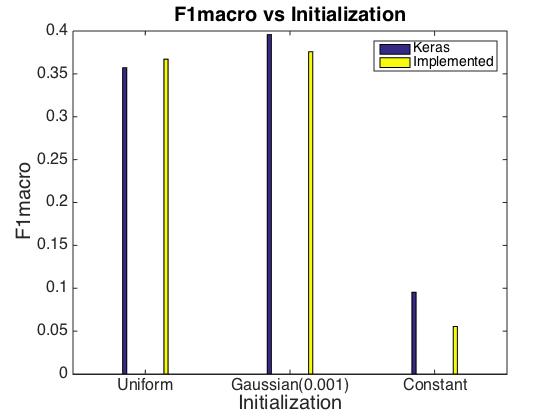 F1macro vs Initialization
Keras
Implemented
0.4
0.35
0.3
0.25
0.2
0.15
0.1
0.05
0
F1macro
Uniform Gaussian(0.001) Constant
Initialization